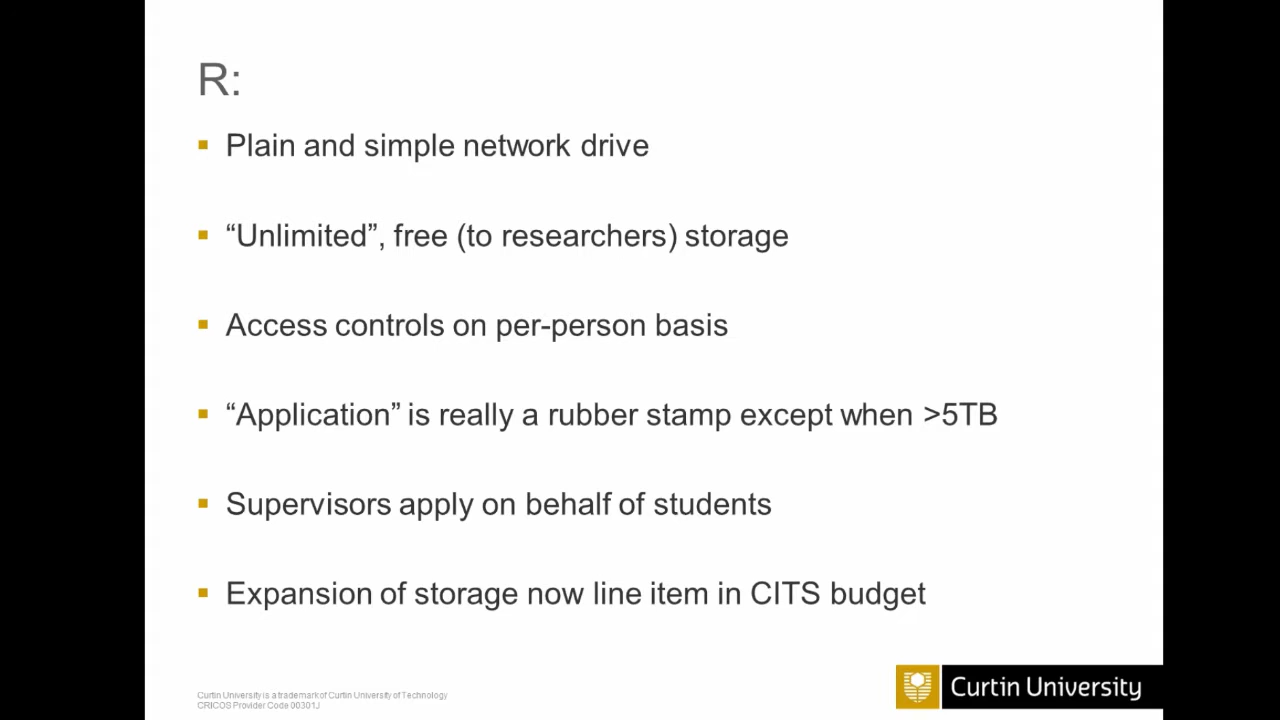 R:
▪ Plain and simple network drive
▪ “Unlimited”, free (to researchers) storage
▪ Access controls on per-person basis
▪ “Application” is really a rubber stamp except when >5TB
▪ Supervisors apply on behalf of students
▪ Expansion of storage now line item in CITS budget
Curtin University is a trademark of Curtin University of Technology
CRICOS Provider Code 00301J
Curtin University